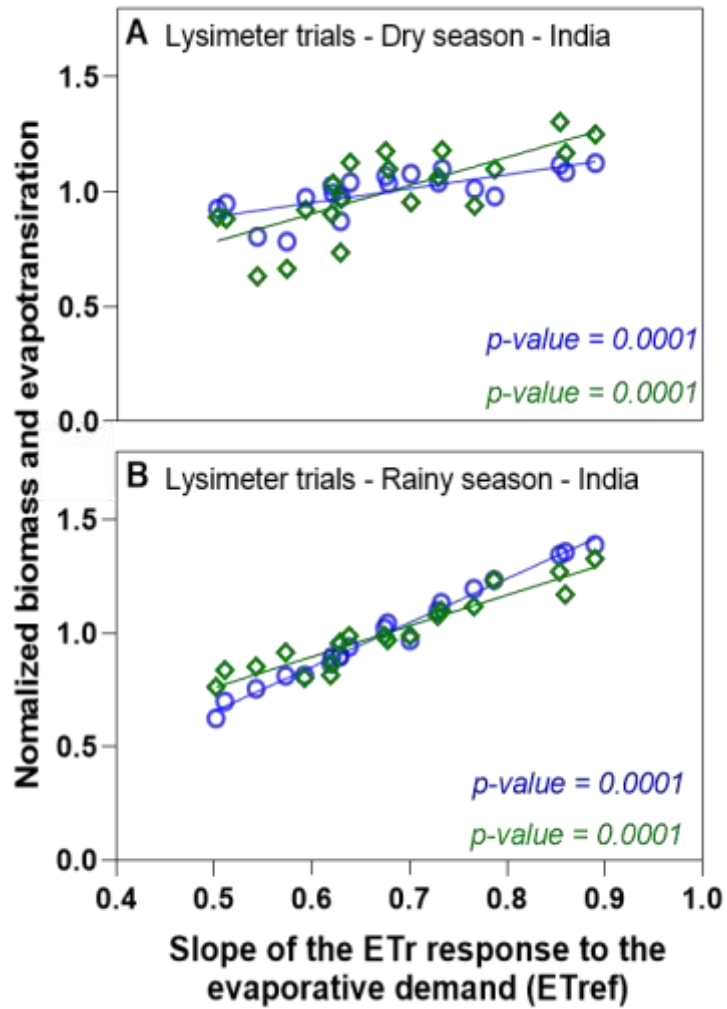 Nomalized biomass and evapotransiration
A Lysimeter trials - Dry season - India
1.5
1.0
0.5
0.0
p-value = 0.0001
p-value = 0.0001
B Lysimeter trials - Rainy season - India
1.5
1.0
0.5
0.0
p-value = 0.0001
p-value = 0.0001
0.4 0.5 0.6 0.7 0.8 0.9 1.0
Slope of the ETr response to the
evaporative demand (ETref)